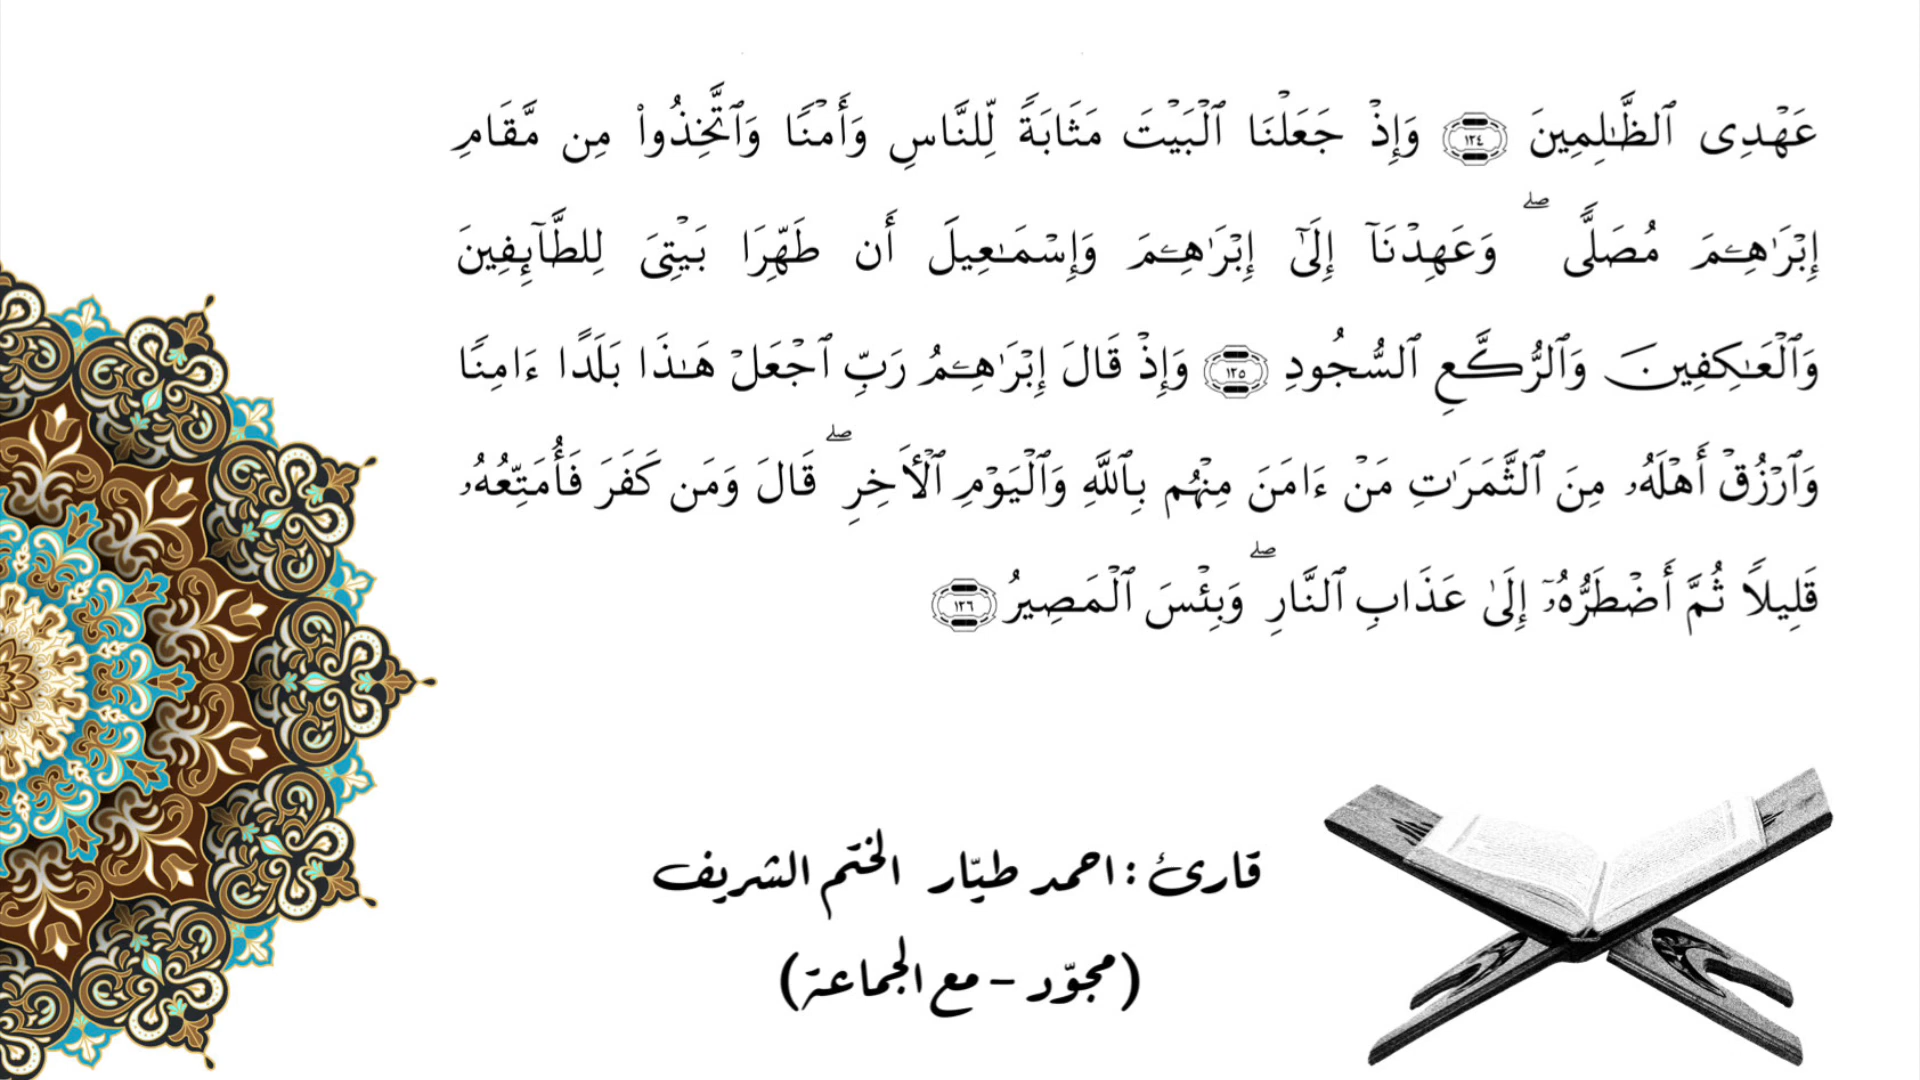 عَهْدِى ٱلظَّـٰلِمِينَ ١٢٤ وَإِذْ جَعَلْنَا ٱلْبَيْتَ مَثَابَةً لِّلنَّاسِ وَأَمْنًا وَٱتَّخِذُوا۟ مِن مَّقَامِ
إِبْرَٰهِـۧمَ مُصَلًّى ۖ وَعَهِدْنَآ إِلَىٰٓ إِبْرَٰهِـۧمَ وَإِسْمَـٰعِيلَ أَن طَهِّرَا بَيْتِىَ لِلطَّآئِفِينَ
وَٱلْعَـٰكِفِينَ وَٱلرُّكَّعِ ٱلسُّجُودِ ١٢٥ وَإِذْ قَالَ إِبْرَٰهِـۧمُ رَبِّ ٱجْعَلْ هَـٰذَا بَلَدًا ءَامِنًا
وَٱرْزُقْ أَهْلَهُۥ مِنَ ٱلثَّمَرَٰتِ مَنْ ءَامَنَ مِنْهُم بِٱللَّهِ وَٱلْيَوْمِ ٱلْـَٔاخِرِ ۖ قَالَ وَمَن كَفَرَ فَأُمَتِّعُهُۥ
قَلِيلًا ثُمَّ أَضْطَرُّهُۥٓ إِلَىٰ عَذَابِ ٱلنَّارِ ۖ وَبِئْسَ ٱلْمَصِيرُ ١٢٦
قارئ : احمد طيّار الختم الشريف
(مجوّد - مع الجماعة)